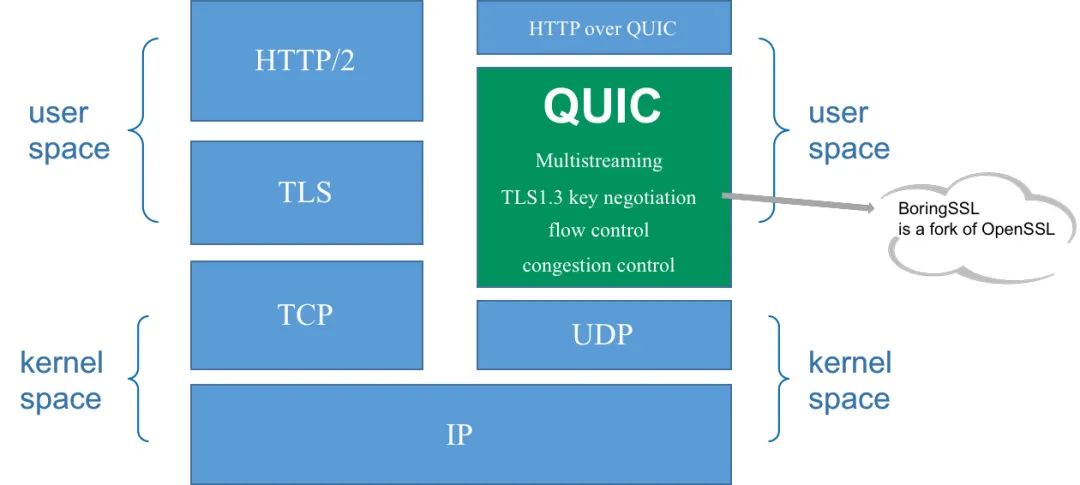 HTTP/2
HTTP over QUIC
user
space
QUIC
Multistreaming
TLS1.3 key negotiation
flow control
congestion control
user
space
TLS
BoringSSL
is a fork of OpenSSL
TCP
UDP
kernel
space
kernel
space
IP